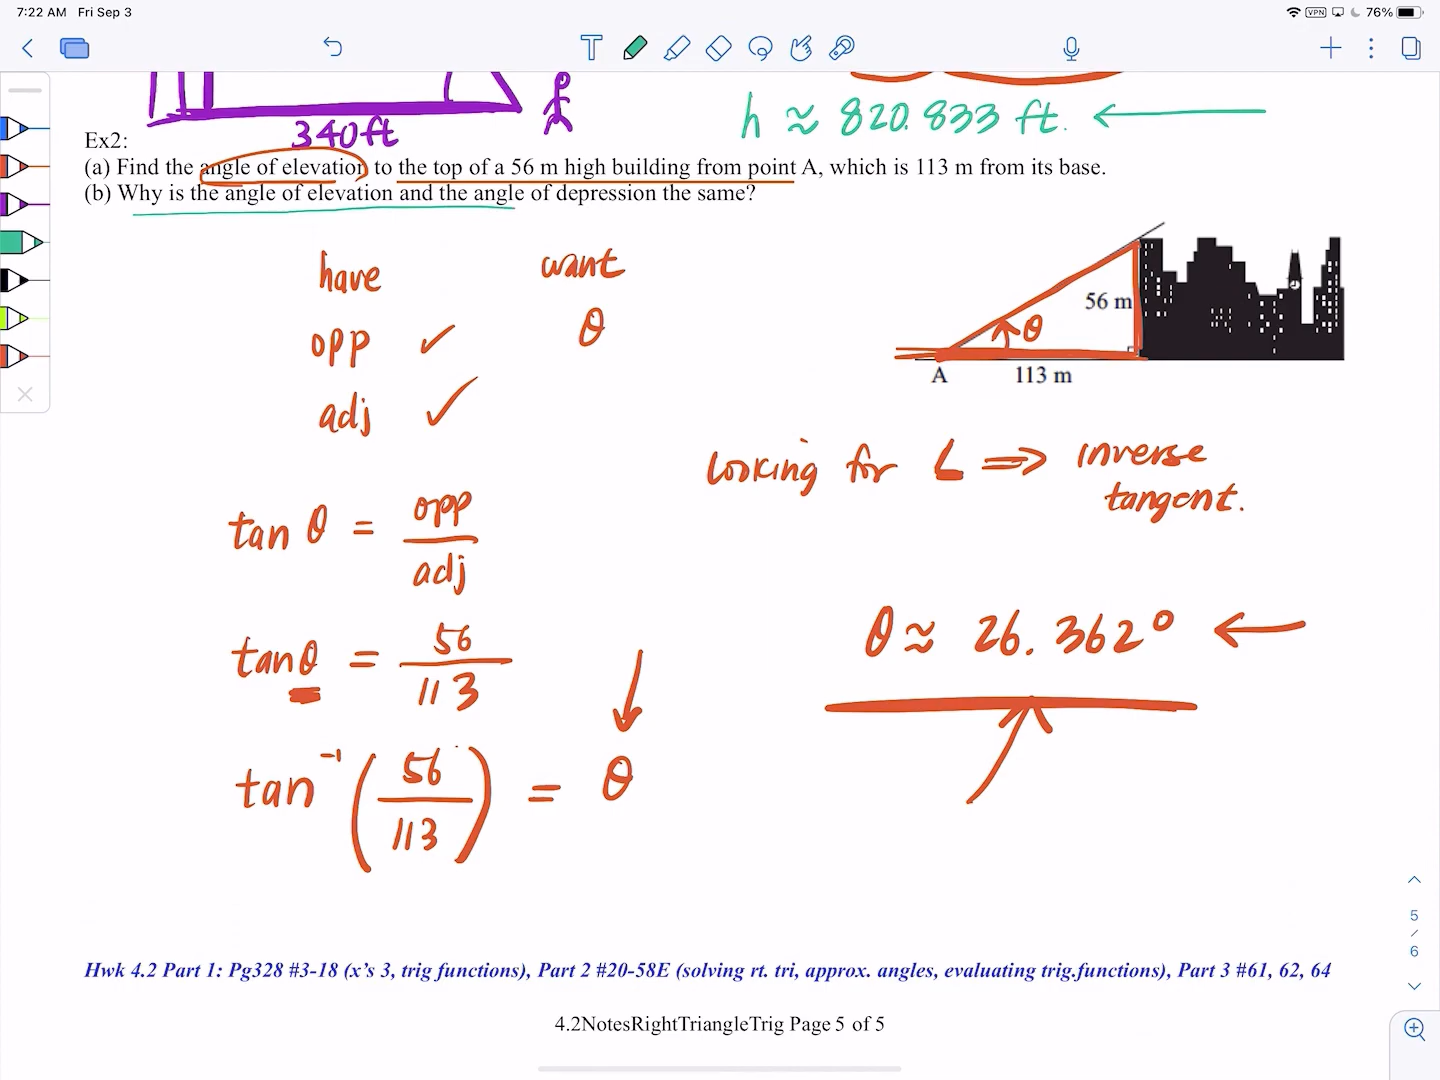 7:22 AM Fri Sep 3
VPN 76%
T
340ft
h ≈ 820.833 ft.
Ex2:
(a) Find the angle of elevation to the top of a 56 m high building from point A, which is 113 m from its base.
(b) Why is the angle of elevation and the angle of depression the same?
have want
opp ✓ θ
adj ✓
56 m
θ
A 113 m
looking for ∠ ⇒ inverse
tangent.
tan θ = opp
adj
tanθ = 56
113
θ ≈ 26.362°
tan⁻¹ (56
113) = θ
5
/
6
Hwk 4.2 Part 1: Pg328 #3-18 (x's 3, trig functions), Part 2 #20-58E (solving rt. tri, approx. angles, evaluating trig.functions), Part 3 #61, 62, 64
4.2NotesRightTriangleTrig Page 5 of 5